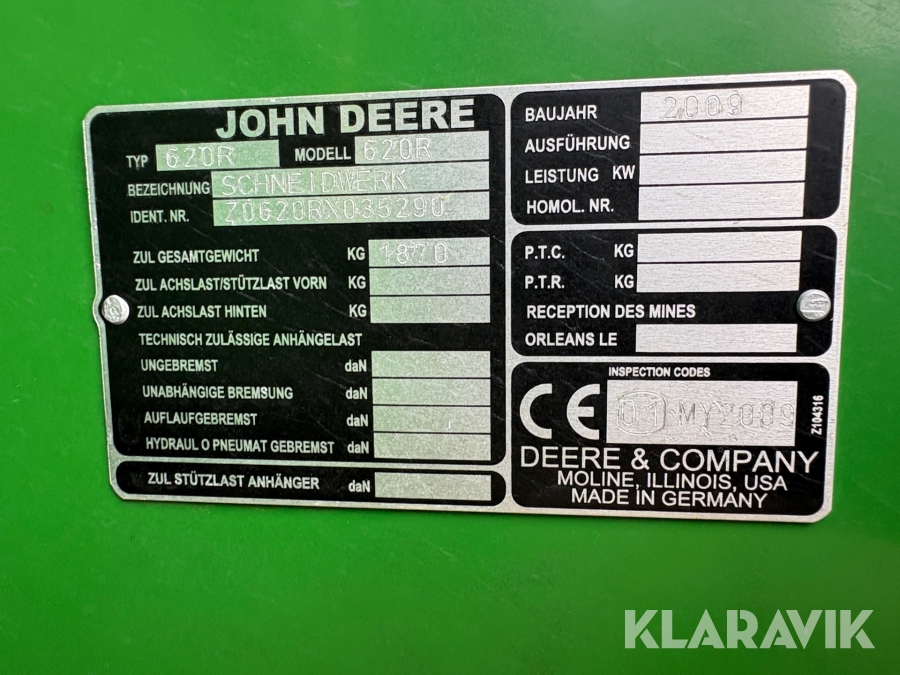 JOHN DEERE
TYP 620R MODELL 620R
BEZEICHNUNG SCHNEIDWERK
IDENT. NR. Z0620RX035290
ZUL GESAMTGEWICHT KG 1870
ZUL ACHSLAST/STÜTZLAST VORN KG
ZUL ACHSLAST HINTEN KG
TECHNISCH ZULÄSSIGE ANHÄNGELAST
UNGEBREMST daN
UNABHÄNGIGE BREMSUNG daN
AUFLAUFGEBREMST daN
HYDRAUL O PNEUMAT GEBREMST daN
ZUL STÜTZLAST ANHÄNGER daN
BAUJAHR 2009
AUSFÜHRUNG
LEISTUNG KW
HOMOL. NR.
P.T.C. KG
P.T.R. KG
RECEPTION DES MINES
ORLEANS LE
INSPECTION CODES
CE 01 MY2009
Z104316
DEERE & COMPANY
MOLINE, ILLINOIS, USA
MADE IN GERMANY
KLARAVIK